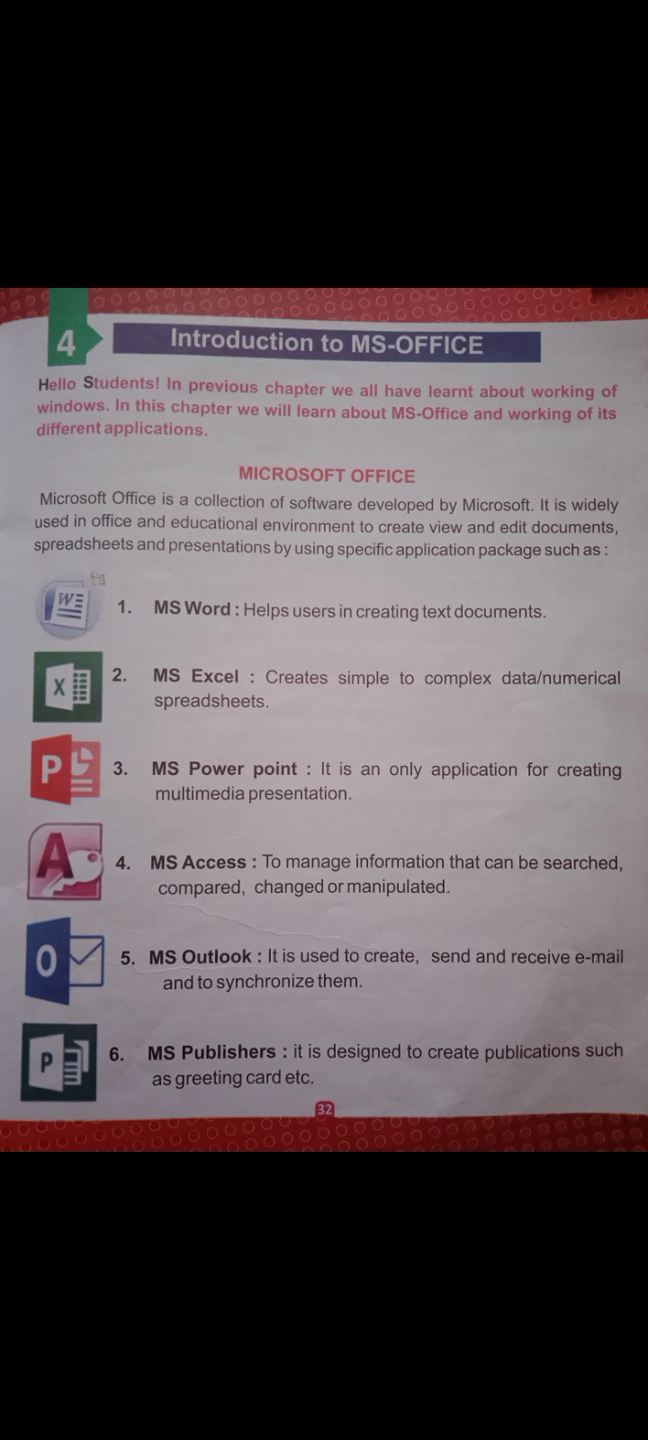 4
Introduction to MS-OFFICE
Hello Students! In previous chapter we all have learnt about working of
windows. In this chapter we will learn about MS-Office and working of its
different applications.
MICROSOFT OFFICE
Microsoft Office is a collection of software developed by Microsoft. It is widely
used in office and educational environment to create view and edit documents,
spreadsheets and presentations by using specific application package such as :
W
1. MS Word : Helps users in creating text documents.
X
2. MS Excel : Creates simple to complex data/numerical
spreadsheets.
P
3. MS Power point : It is an only application for creating
multimedia presentation.
A
4. MS Access : To manage information that can be searched,
compared, changed or manipulated.
O
5. MS Outlook : It is used to create, send and receive e-mail
and to synchronize them.
P
6. MS Publishers : it is designed to create publications such
as greeting card etc.
32